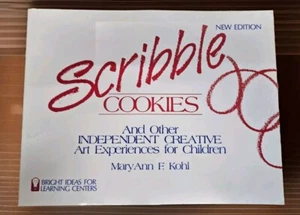 NEW EDITION
Scribble
COOKIES
And Other
INDEPENDENT CREATIVE
Art Experiences for Children
MaryAnn F. Kohl
BRIGHT IDEAS FOR
LEARNING CENTERS